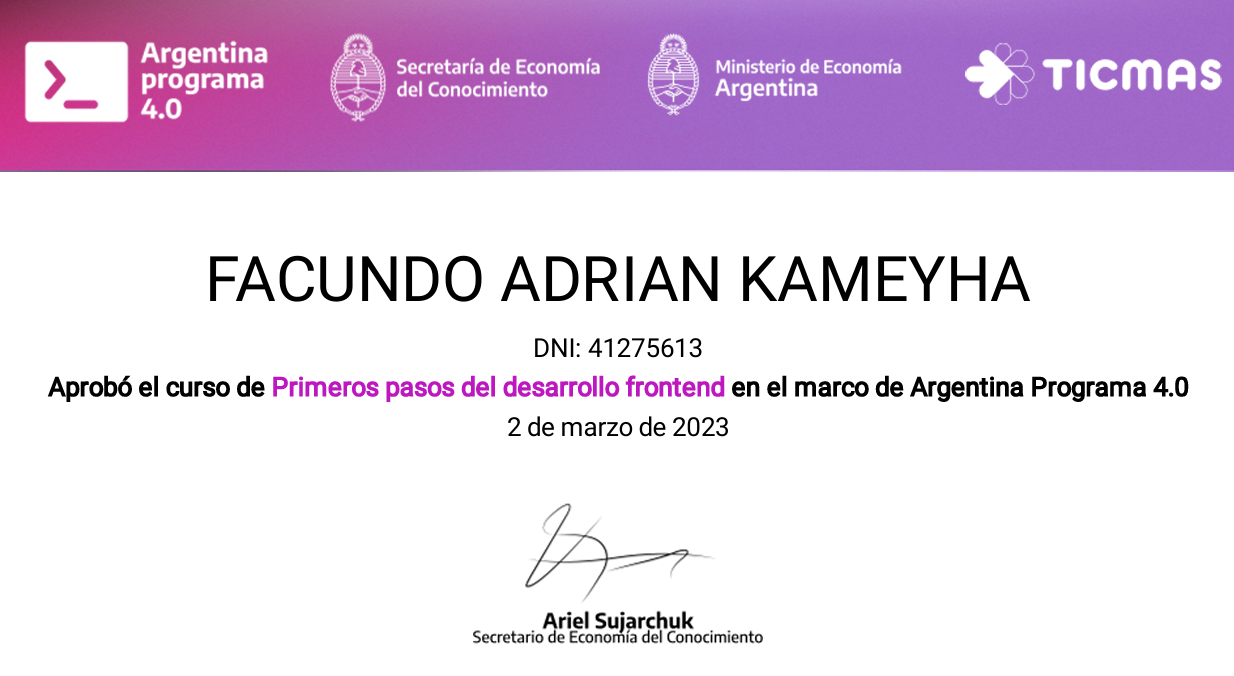 Argentina
programa
4.0
Secretaría de Economía
del Conocimiento
Ministerio de Economía
Argentina
TICMAS
FACUNDO ADRIAN KAMEYHA
DNI: 41275613
Aprobó el curso de Primeros pasos del desarrollo frontend en el marco de Argentina Programa 4.0
2 de marzo de 2023
Ariel Sujarchuk
Secretario de Economía del Conocimiento